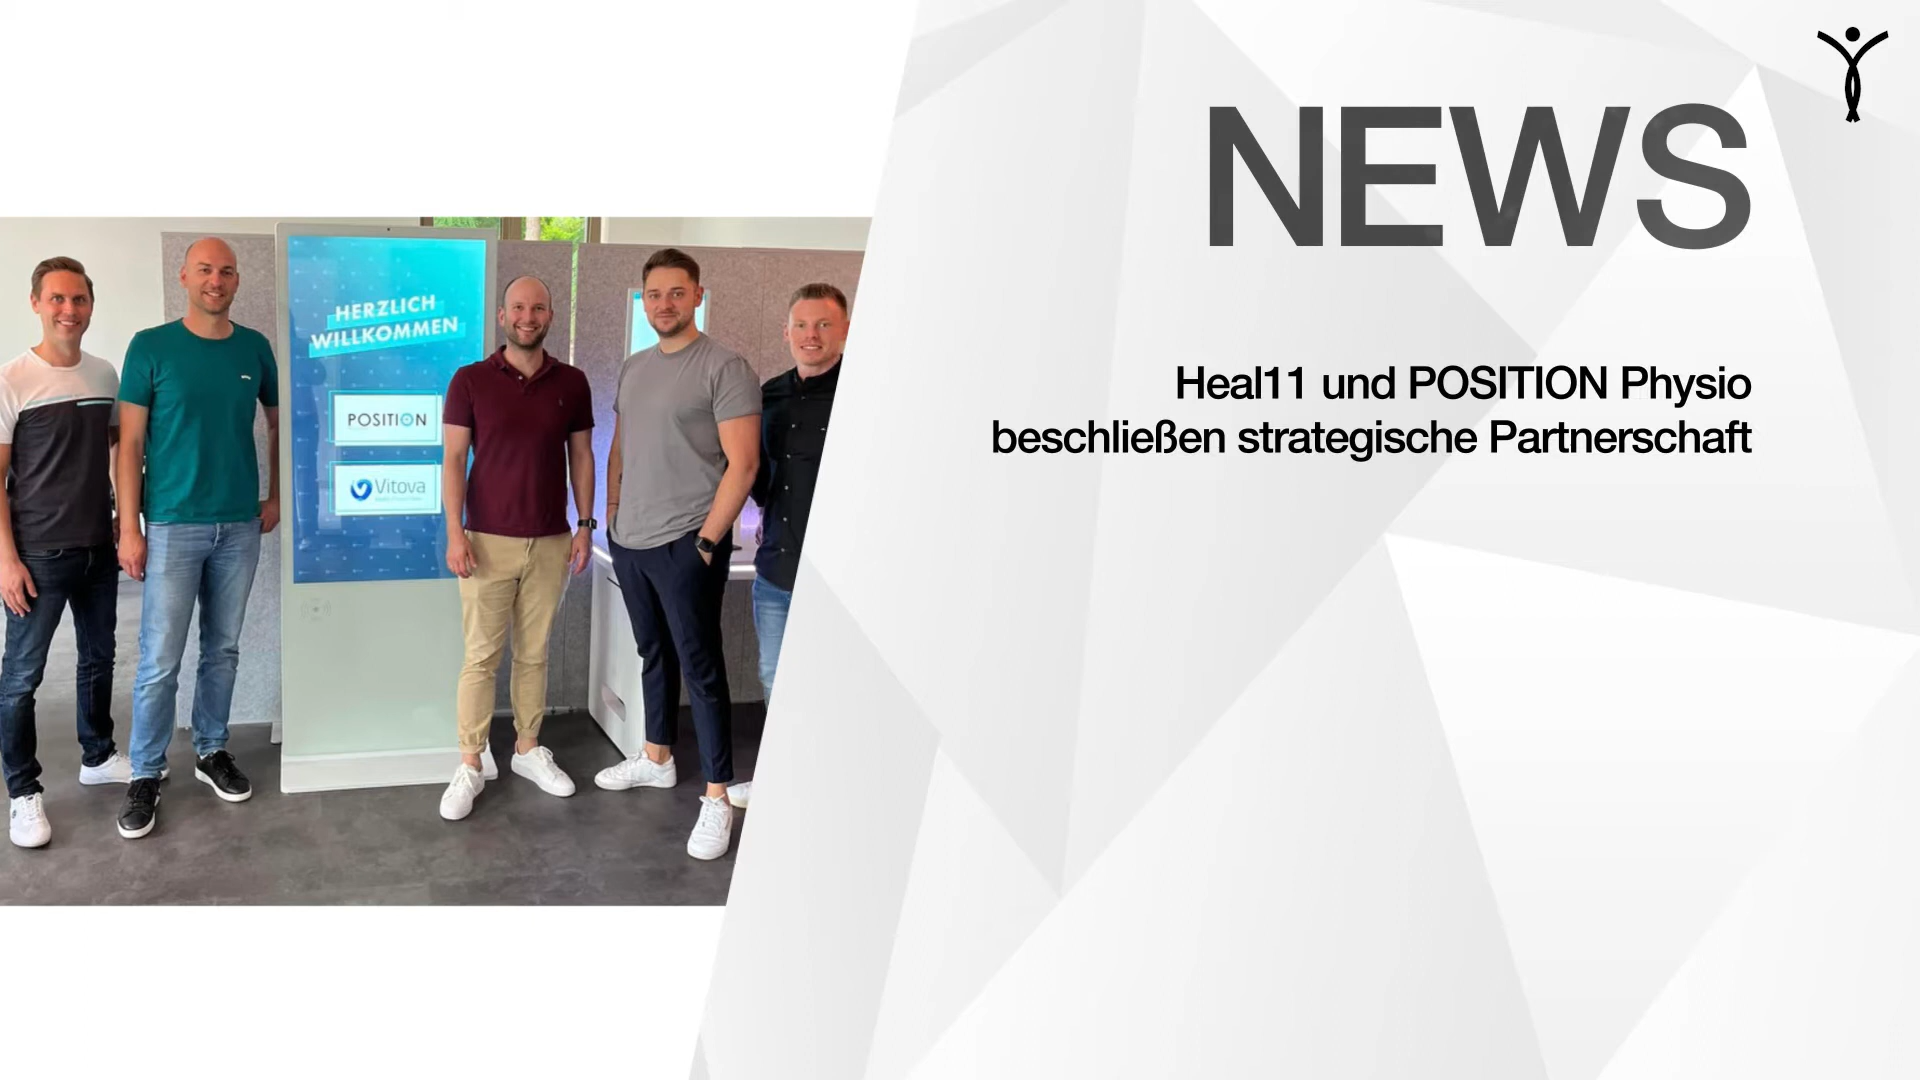 NEWS
Heal11 und POSITION Physio
beschließen strategische Partnerschaft
HERZLICH
WILLKOMMEN
POSITION
Vitova